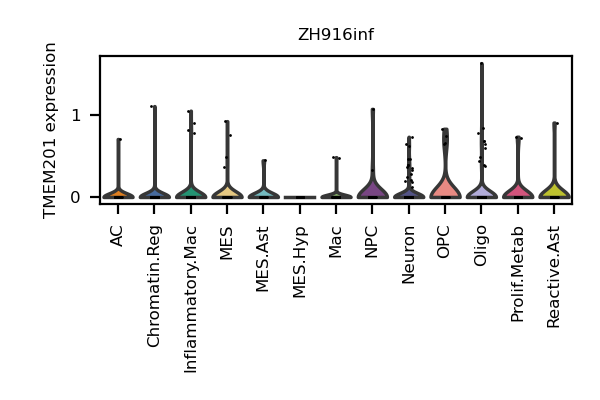 ZH916inf
TMEM201 expression
1
0
AC
Chromatin.Reg
Inflammatory.Mac
MES
MES.Ast
MES.Hyp
Mac
NPC
Neuron
OPC
Oligo
Prolif.Metab
Reactive.Ast